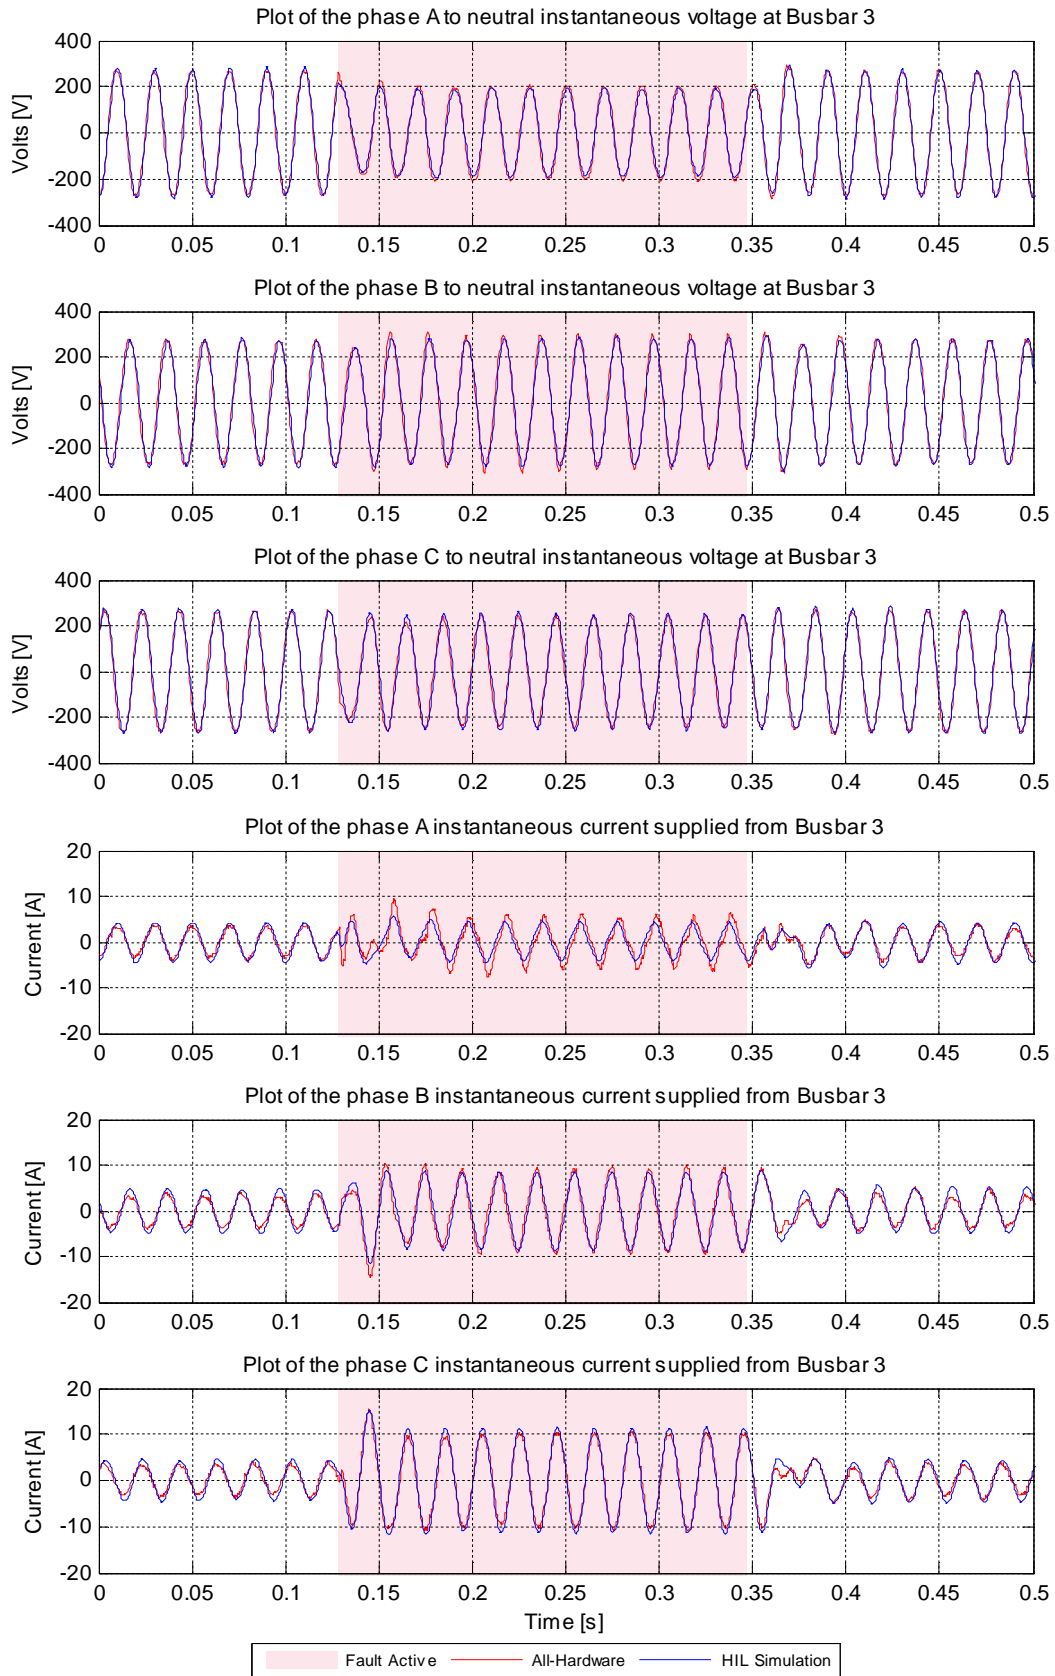 Plot of the phase A to neutral instantaneous voltage at Busbar 3
400
200
0
-200
-400
Volts [V]
0 0.05 0.1 0.15 0.2 0.25 0.3 0.35 0.4 0.45 0.5
Plot of the phase B to neutral instantaneous voltage at Busbar 3
400
200
0
-200
-400
Volts [V]
0 0.05 0.1 0.15 0.2 0.25 0.3 0.35 0.4 0.45 0.5
Plot of the phase C to neutral instantaneous voltage at Busbar 3
400
200
0
-200
-400
Volts [V]
0 0.05 0.1 0.15 0.2 0.25 0.3 0.35 0.4 0.45 0.5
Plot of the phase A instantaneous current supplied from Busbar 3
20
10
0
-10
-20
Current [A]
0 0.05 0.1 0.15 0.2 0.25 0.3 0.35 0.4 0.45 0.5
Plot of the phase B instantaneous current supplied from Busbar 3
20
10
0
-10
-20
Current [A]
0 0.05 0.1 0.15 0.2 0.25 0.3 0.35 0.4 0.45 0.5
Plot of the phase C instantaneous current supplied from Busbar 3
20
10
0
-10
-20
Current [A]
0 0.05 0.1 0.15 0.2 0.25 0.3 0.35 0.4 0.45 0.5
Time [s]
Fault Active All-Hardware HIL Simulation